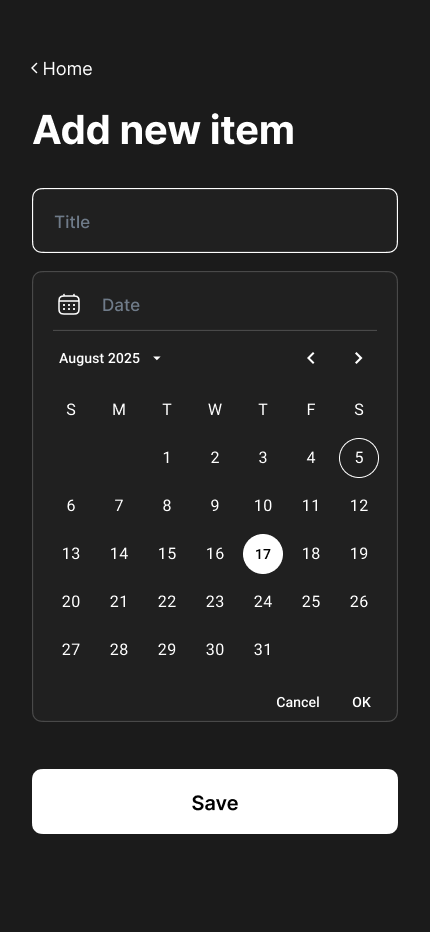 Home
Add new item
Title
Date
August 2025
S M T W T F S
1 2 3 4 5
6 7 8 9 10 11 12
13 14 15 16 17 18 19
20 21 22 23 24 25 26
27 28 29 30 31
Cancel OK
Save